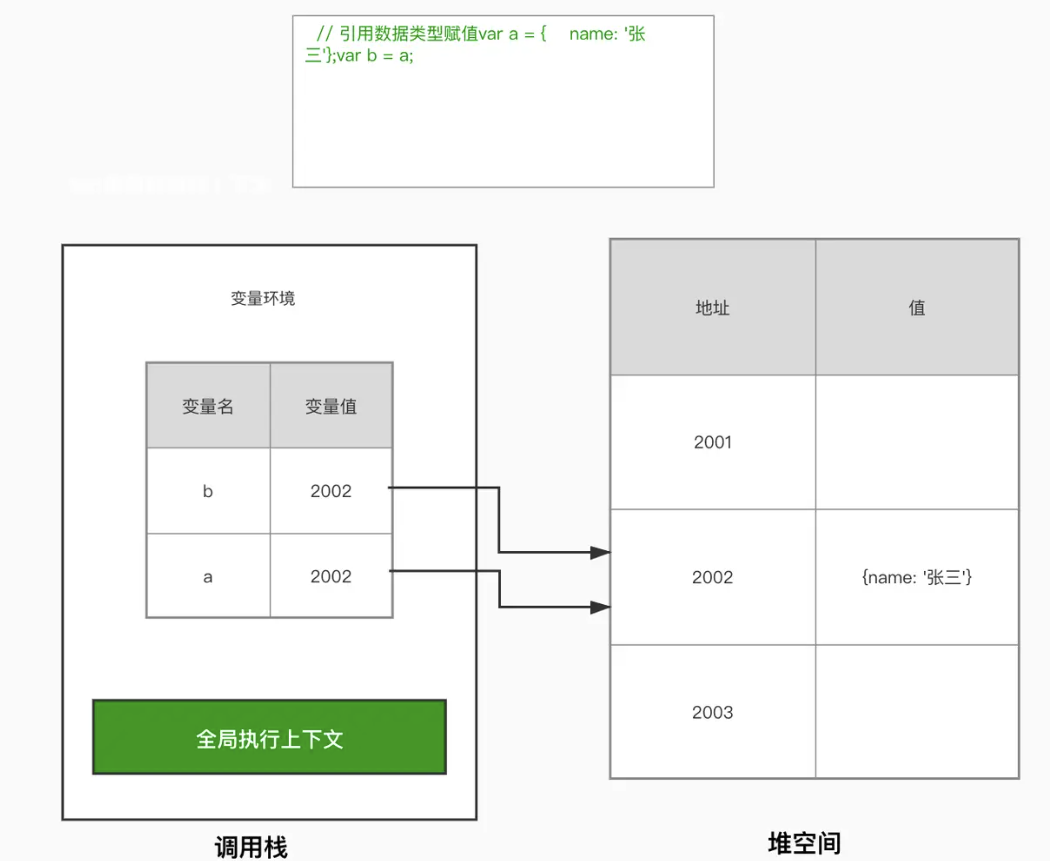 // 引用数据类型赋值var a = {    name: '张
三'};var b = a;
变量环境
变量名 变量值
b 2002
a 2002
全局执行上下文
调用栈
地址 值
2001
2002 {name: '张三'}
2003
堆空间